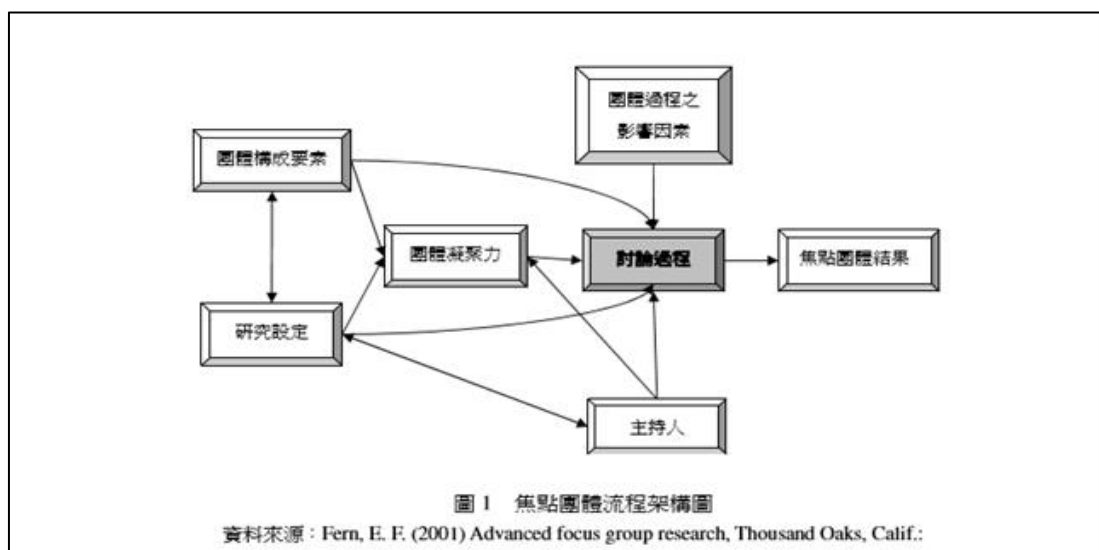 團體過程之
影響因素
團體構成要素
團體凝聚力
討論過程
焦點團體結果
研究設定
主持人
圖 1 焦點團體流程架構圖
資料來源：Fern, E. F. (2001) Advanced focus group research, Thousand Oaks, Calif.: